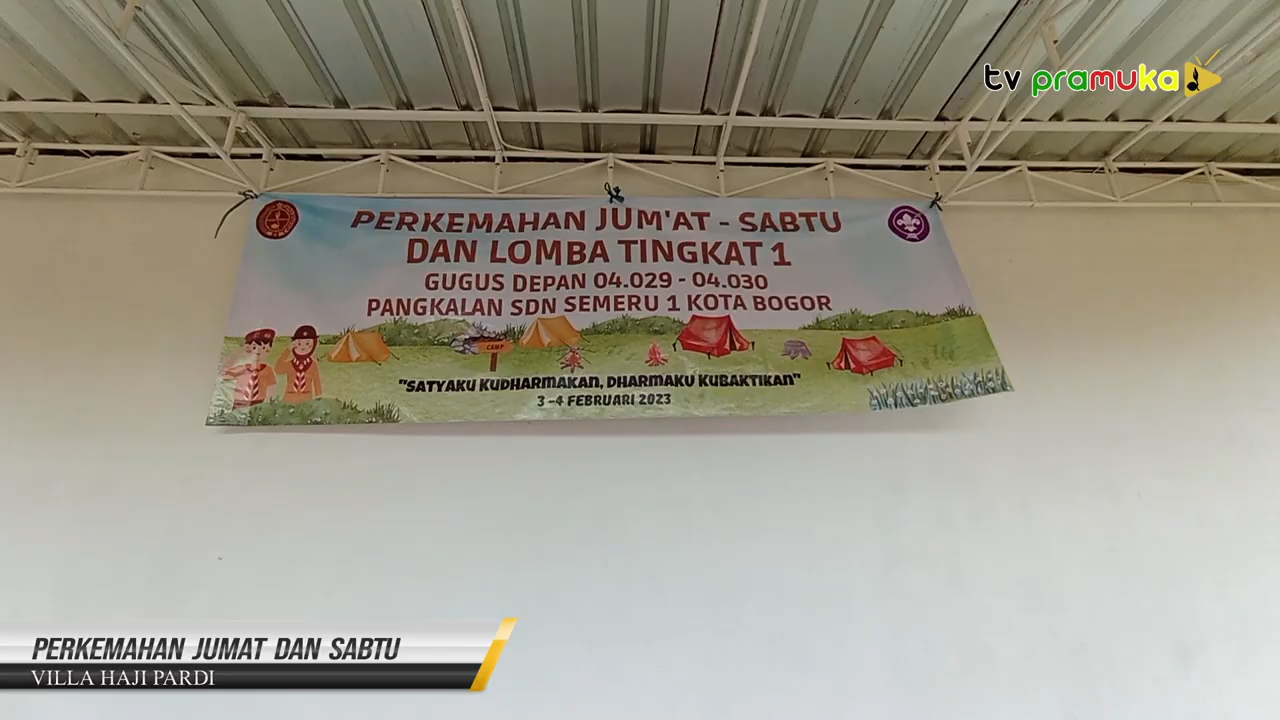 tv pramuka
PERKEMAHAN JUM'AT - SABTU
DAN LOMBA TINGKAT 1
GUGUS DEPAN 04.029 - 04.030
PANGKALAN SDN SEMERU 1 KOTA BOGOR
CAMP
"SATYAKU KUDHARMAKAN, DHARMAKU KUBAKTIKAN"
3 -4 FEBRUARI 2023
PERKEMAHAN JUMAT DAN SABTU
VILLA HAJI PARDI